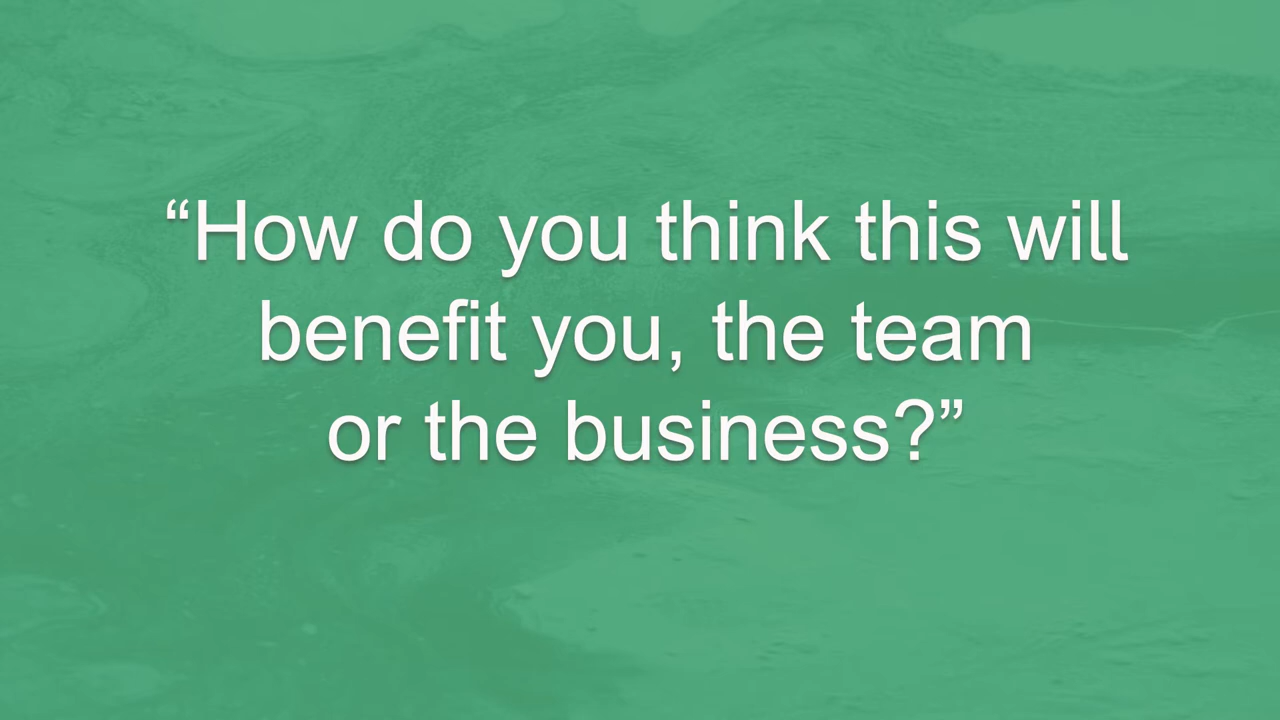 “How do you think this will
benefit you, the team
or the business?”